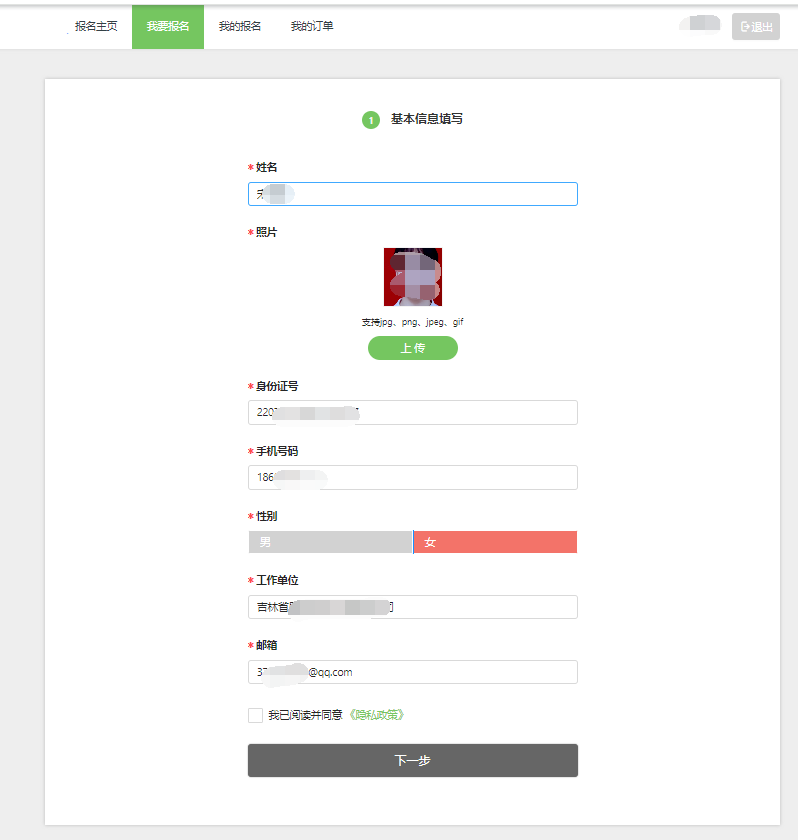 报名主页 我要报名 我的报名 我的订单 退出
1 基本信息填写
* 姓名
* 照片
支持jpg、png、jpeg、gif
上传
* 身份证号
220
* 手机号码
186
* 性别
男 女
* 工作单位
吉林省
* 邮箱
37 @qq.com
我已阅读并同意《隐私政策》
下一步